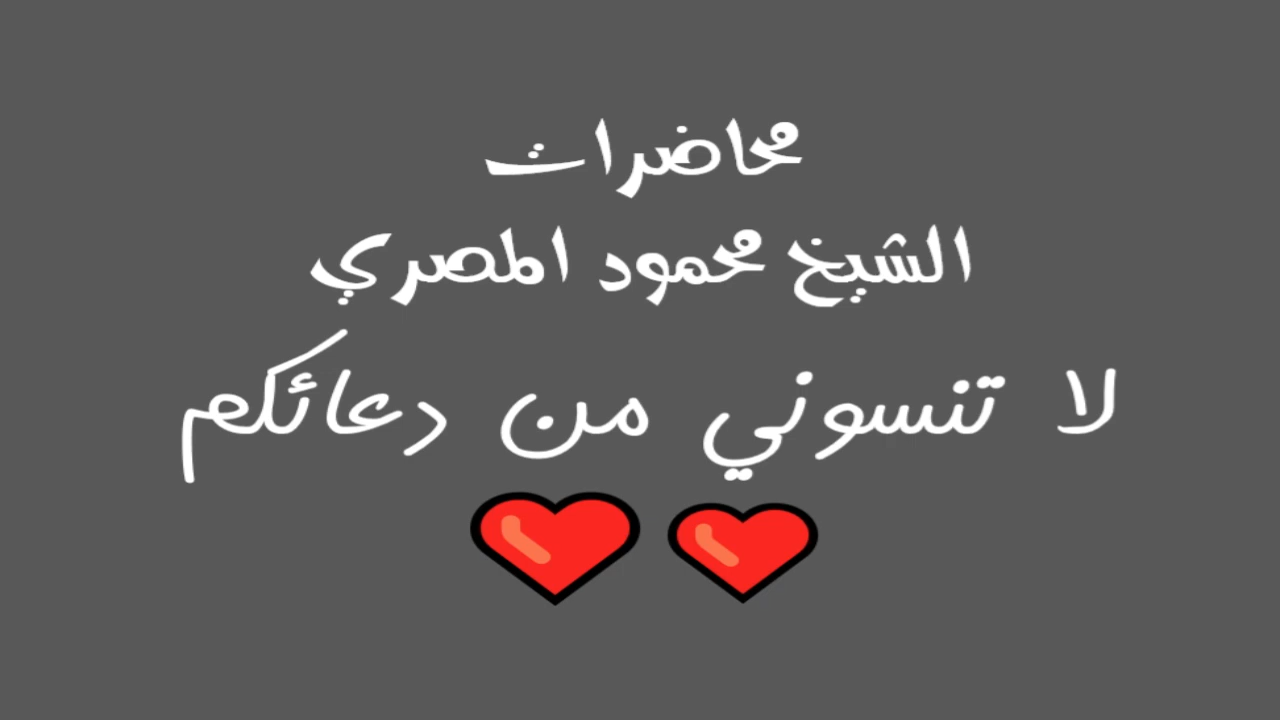 محاضرات
الشيخ محمود المصري
لا تنسوني من دعائكم